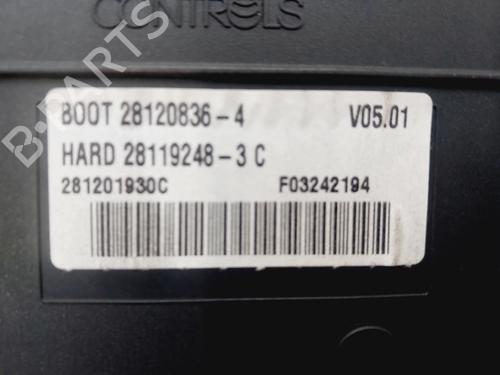 CONTROLS
BOOT 28120836-4 V05.01
HARD 28119248-3 C
281201930C F03242194
B-PARTS